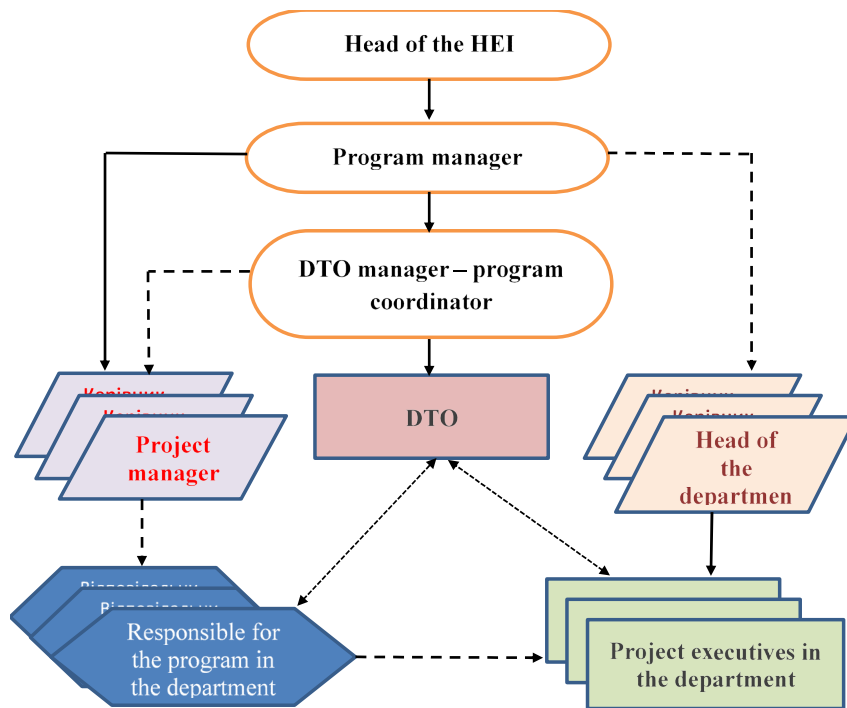 Head of the HEI
Program manager
DTO manager – program
coordinator
DTO
Project
manager
Head of
the
departmen
Responsible for
the program in
the department
Project executives in
the department